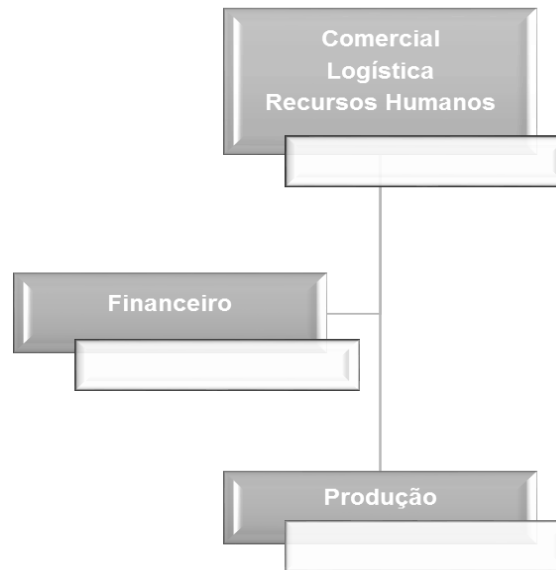 Comercial
Logística
Recursos Humanos
Financeiro
Produção